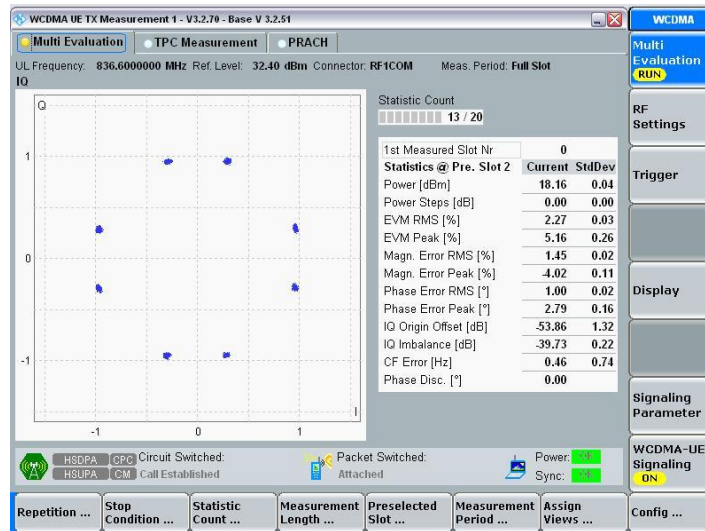 WCDMA UE TX Measurement 1 - V3.2.70 - Base V 3.2.51
WCDMA
Multi Evaluation
TPC Measurement
PRACH
Multi
Evaluation
RUN
UL Frequency: 836.6000000 MHz Ref. Level: 32.40 dBm Connector: RF1COM Meas. Period: Full Slot
IQ
Q
1
0
-1
-1 0 1
I
Statistic Count
13 / 20
1st Measured Slot Nr 0
Statistics @ Pre. Slot 2 Current StdDev
Power [dBm] 18.16 0.04
Power Steps [dB] 0.00 0.00
EVM RMS [%] 2.27 0.03
EVM Peak [%] 5.16 0.26
Magn. Error RMS [%] 1.45 0.02
Magn. Error Peak [%] -4.02 0.11
Phase Error RMS [°] 1.00 0.02
Phase Error Peak [°] 2.79 0.16
IQ Origin Offset [dB] -53.86 1.32
IQ Imbalance [dB] -39.73 0.22
CF Error [Hz] 0.46 0.74
Phase Disc. [°] 0.00
RF
Settings
Trigger
Display
Signaling
Parameter
WCDMA-UE
Signaling
ON
HSDPA CPC Circuit Switched:
HSUPA CM Call Established
Packet Switched:
Attached
Power:
Sync:
Repetition ...
Stop
Condition ...
Statistic
Count ...
Measurement
Length ...
Preselected
Slot ...
Measurement
Period ...
Assign
Views ...
Config ...